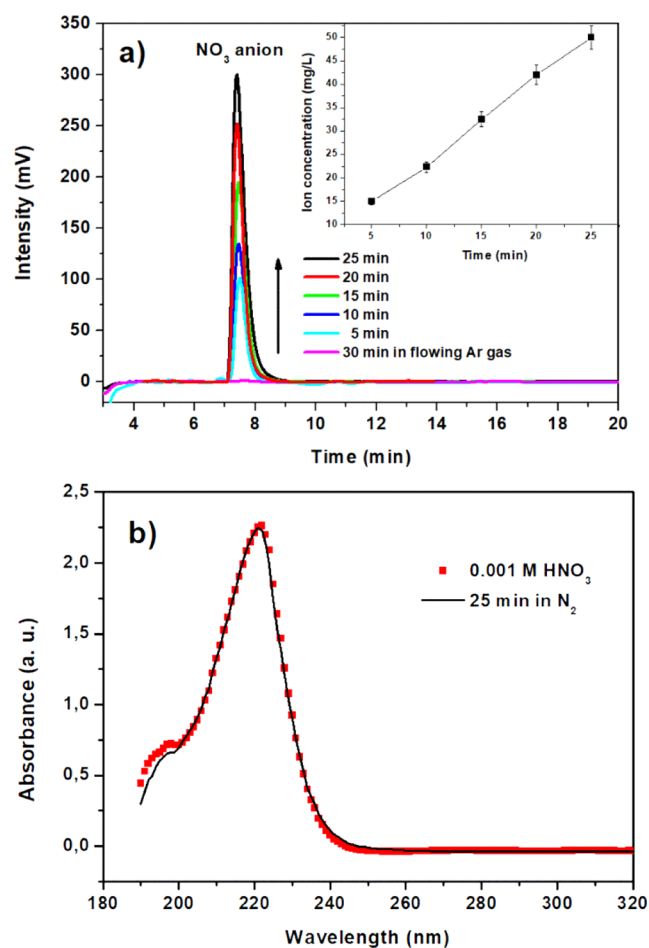 350
300
250
200
150
100
50
0
Intensity (mV)
a)
NO3 anion
50
45
40
35
30
25
20
15
10
Ion concentration (mg/L)
5 10 15 20 25
Time (min)
25 min
20 min
15 min
10 min
5 min
30 min in flowing Ar gas
4 6 8 10 12 14 16 18 20
Time (min)
2,5
2,0
1,5
1,0
0,5
0,0
Absorbance (a. u.)
b)
0.001 M HNO3
25 min in N2
180 200 220 240 260 280 300 320
Wavelength (nm)